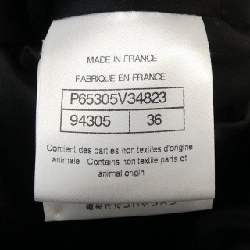 MADE IN FRANCE
FABRIQUE EN FRANCE
P65305V34823
94305 36
Contient des parties non textiles d'origine
animale. Contains non textile parts of
animal origin